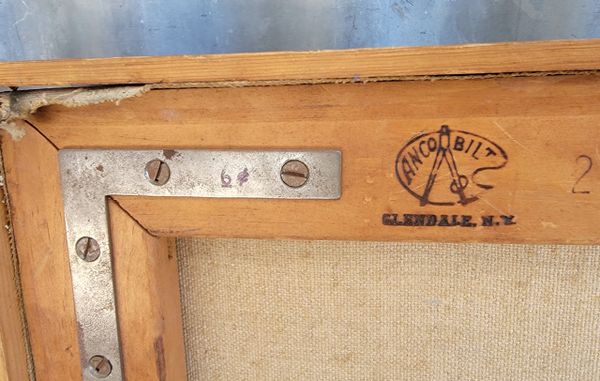 ANCO BILT
GLENDALE, N.Y.
6¢
2